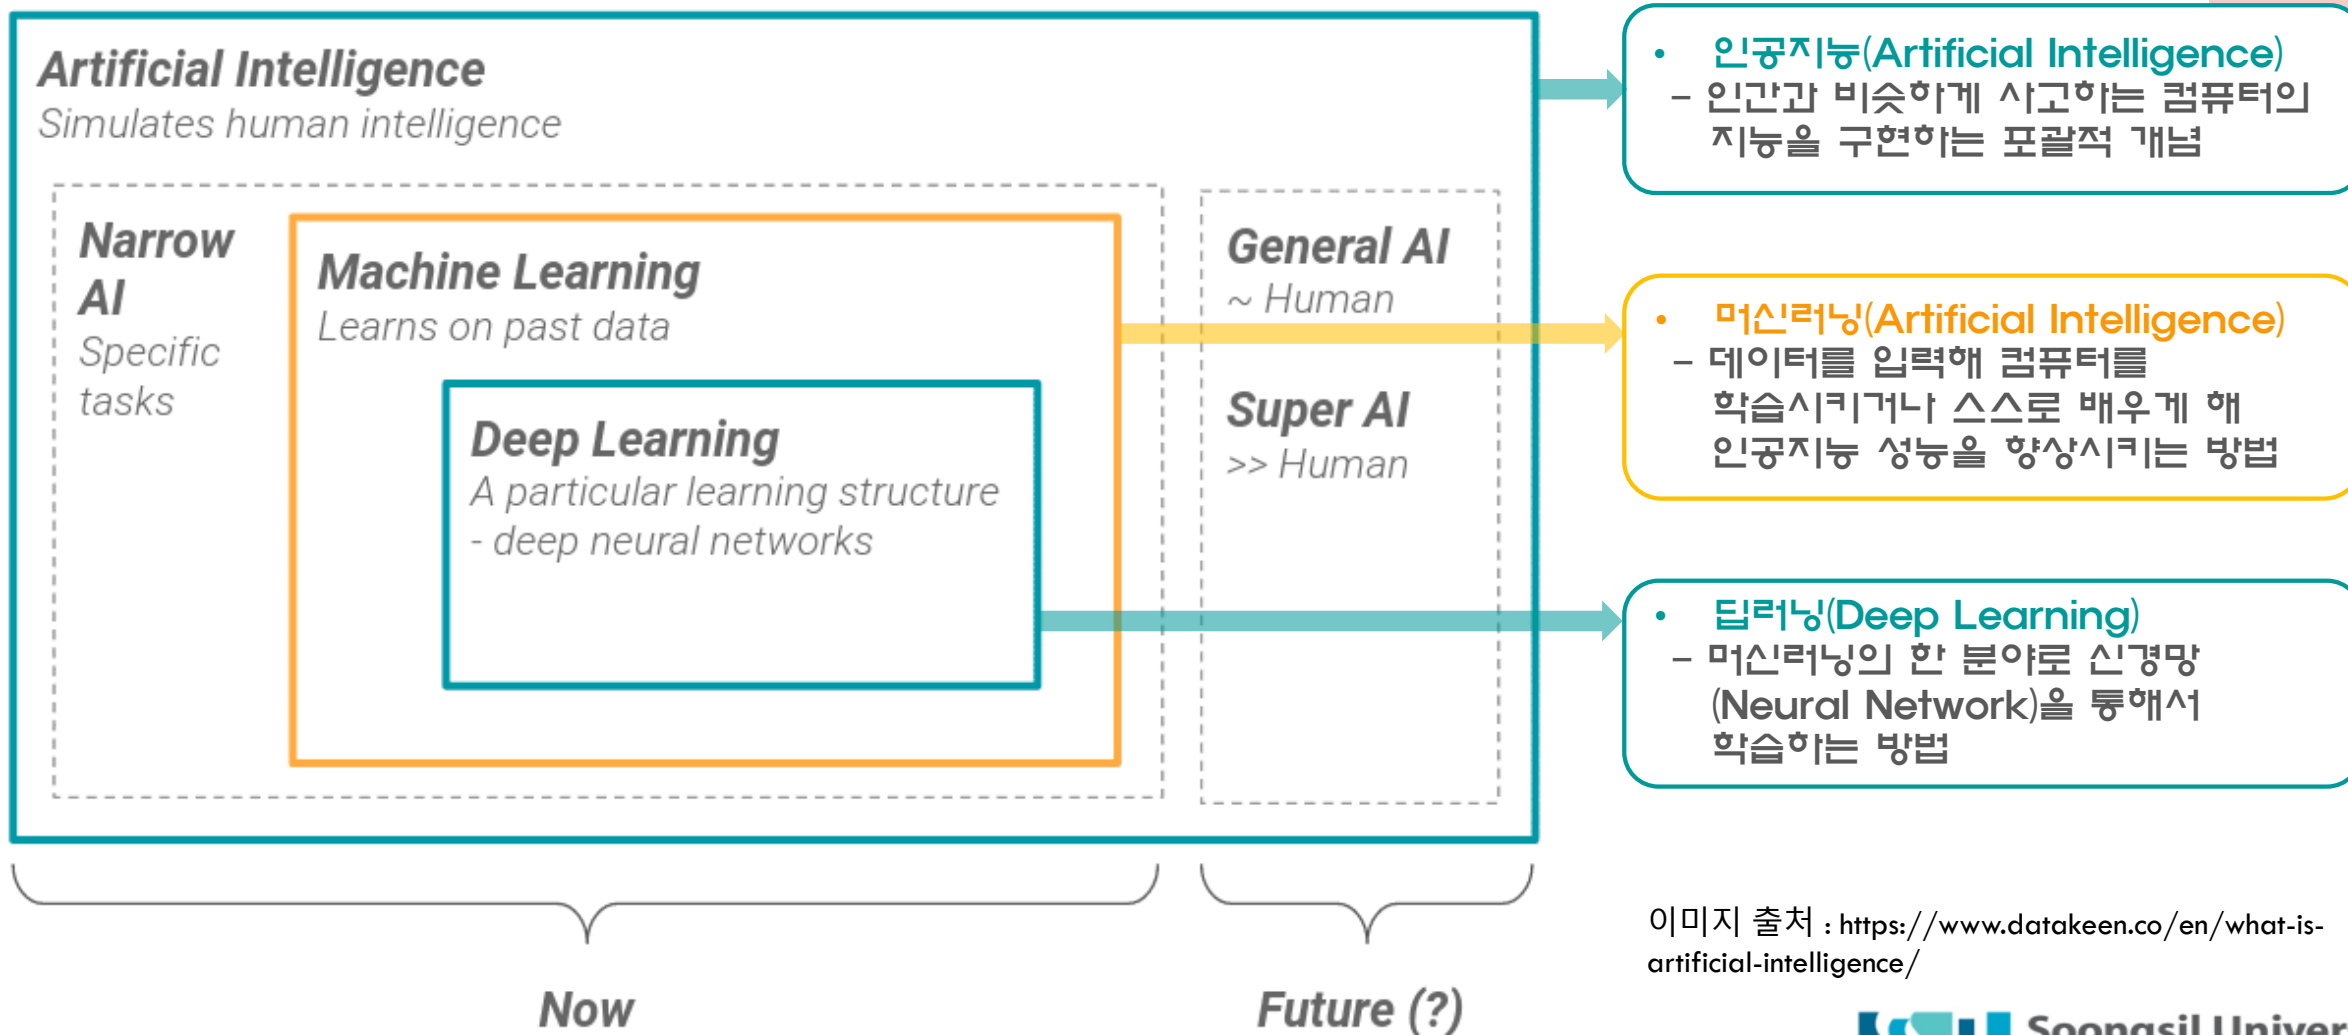 Artificial Intelligence
Simulates human intelligence
Narrow
AI
Specific
tasks
Machine Learning
Learns on past data
Deep Learning
A particular learning structure
- deep neural networks
General AI
~ Human
Super AI
>> Human
Now
Future (?)
• 인공지능(Artificial Intelligence)
– 인간과 비슷하게 사고하는 컴퓨터의
지능을 구현하는 포괄적 개념
• 머신러닝(Artificial Intelligence)
– 데이터를 입력해 컴퓨터를
학습시키거나 스스로 배우게 해
인공지능 성능을 향상시키는 방법
• 딥러닝(Deep Learning)
– 머신러닝의 한 분야로 신경망
(Neural Network)을 통해서
학습하는 방법
이미지 출처 : https://www.datakeen.co/en/what-is-
artificial-intelligence/
Soongsil Univer